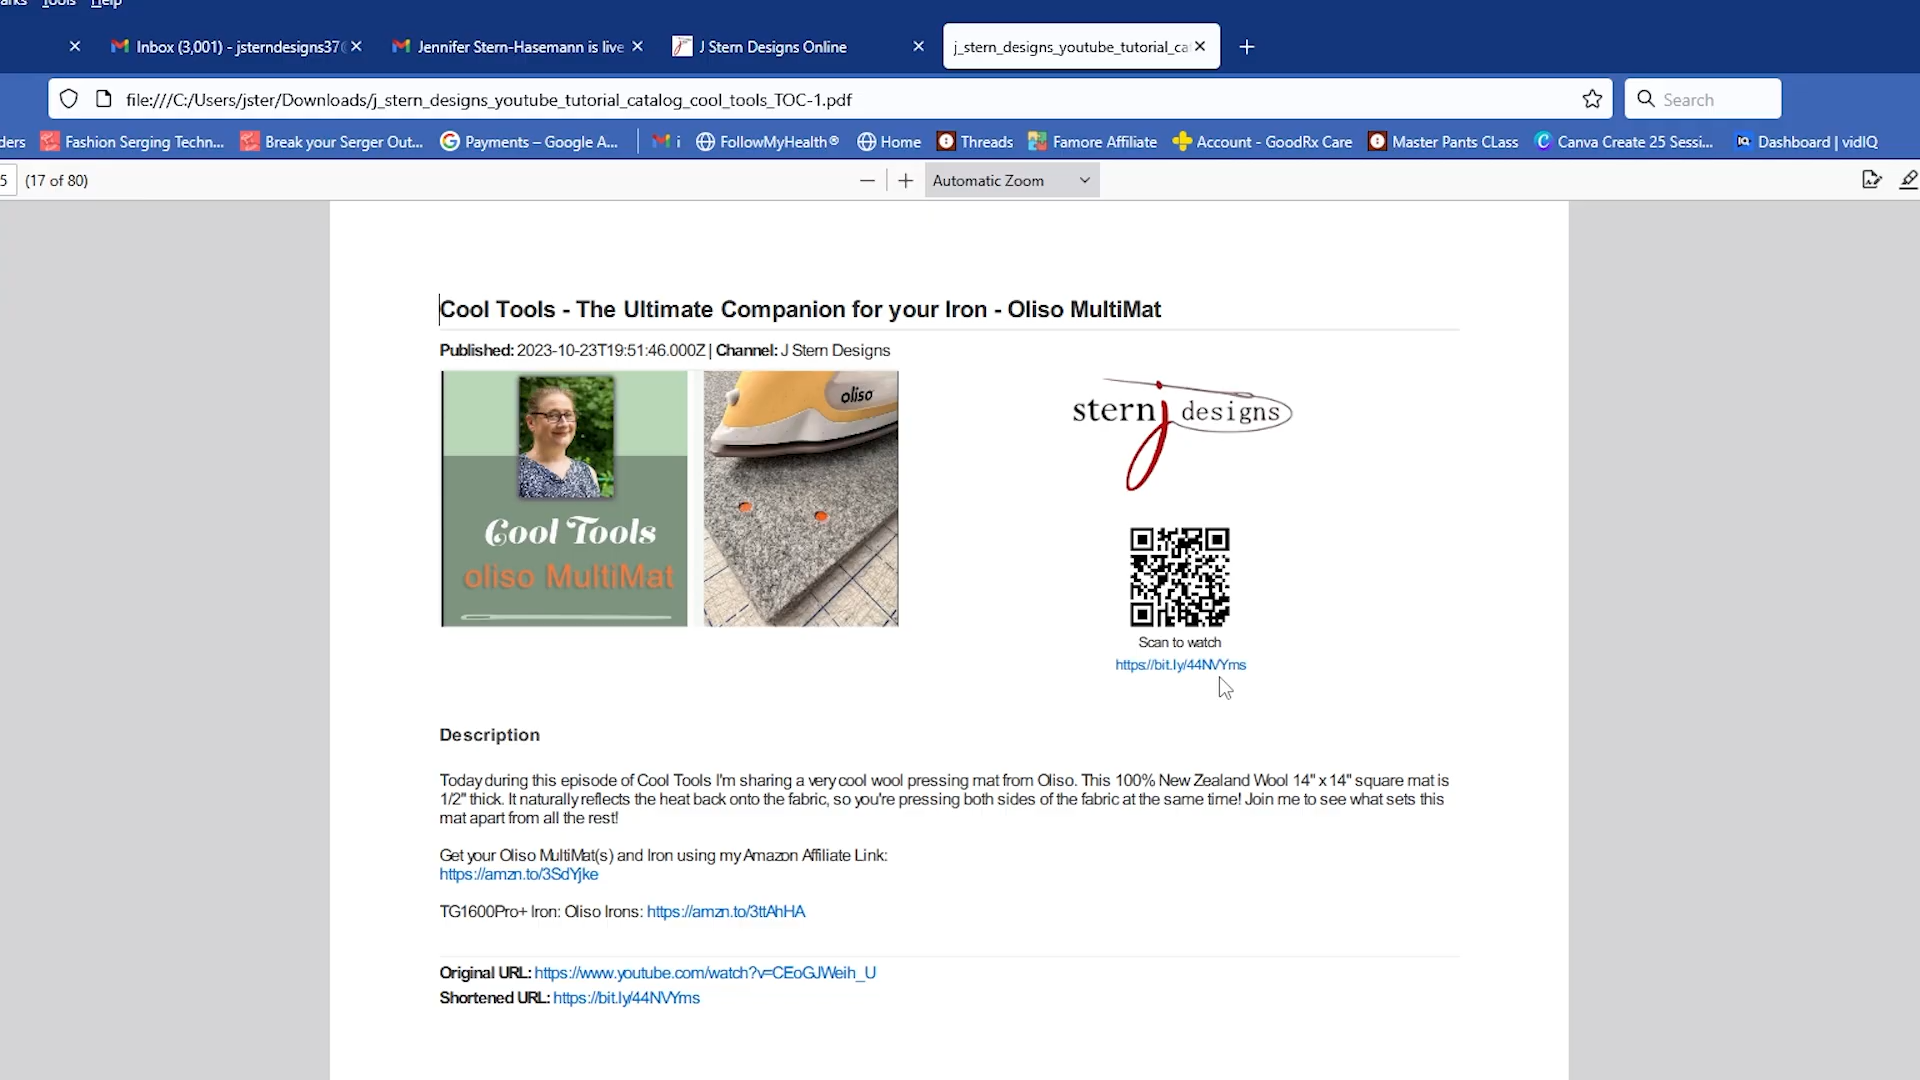 arks Tools Help
Inbox (3,001) - jsterndesigns37@
Jennifer Stern-Hasemann is live
J Stern Designs Online
j_stern_designs_youtube_tutorial_ca
file:///C:/Users/jster/Downloads/j_stern_designs_youtube_tutorial_catalog_cool_tools_TOC-1.pdf
Search
ders Fashion Serging Techn... Break your Serger Out... Payments – Google A... i FollowMyHealth® Home Threads Famore Affiliate Account - GoodRx Care Master Pants CLass Canva Create 25 Sessi... Dashboard | vidIQ
5 (17 of 80)
Automatic Zoom
Cool Tools - The Ultimate Companion for your Iron - Oliso MultiMat
Published: 2023-10-23T19:51:46.000Z | Channel: J Stern Designs
Cool Tools
oliso MultiMat
oliso
stern j designs
Scan to watch
https://bit.ly/44NVYms
Description
Today during this episode of Cool Tools I'm sharing a very cool wool pressing mat from Oliso. This 100% New Zealand Wool 14" x 14" square mat is
1/2" thick. It naturally reflects the heat back onto the fabric, so you're pressing both sides of the fabric at the same time! Join me to see what sets this
mat apart from all the rest!
Get your Oliso MultiMat(s) and Iron using my Amazon Affiliate Link:
https://amzn.to/3SdYjke
TG1600Pro+ Iron: Oliso Irons: https://amzn.to/3ttAhHA
Original URL: https://www.youtube.com/watch?v=CEoGJWeih_U
Shortened URL: https://bit.ly/44NVYms